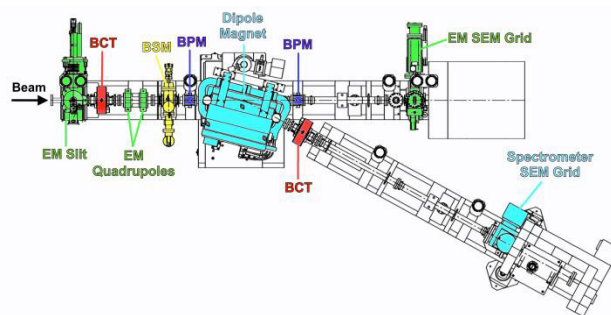 Dipole
Magnet
BCT
BSM
BPM
BPM
EM SEM Grid
Beam
EM Slit
EM
Quadrupoles
BCT
Spectrometer
SEM Grid